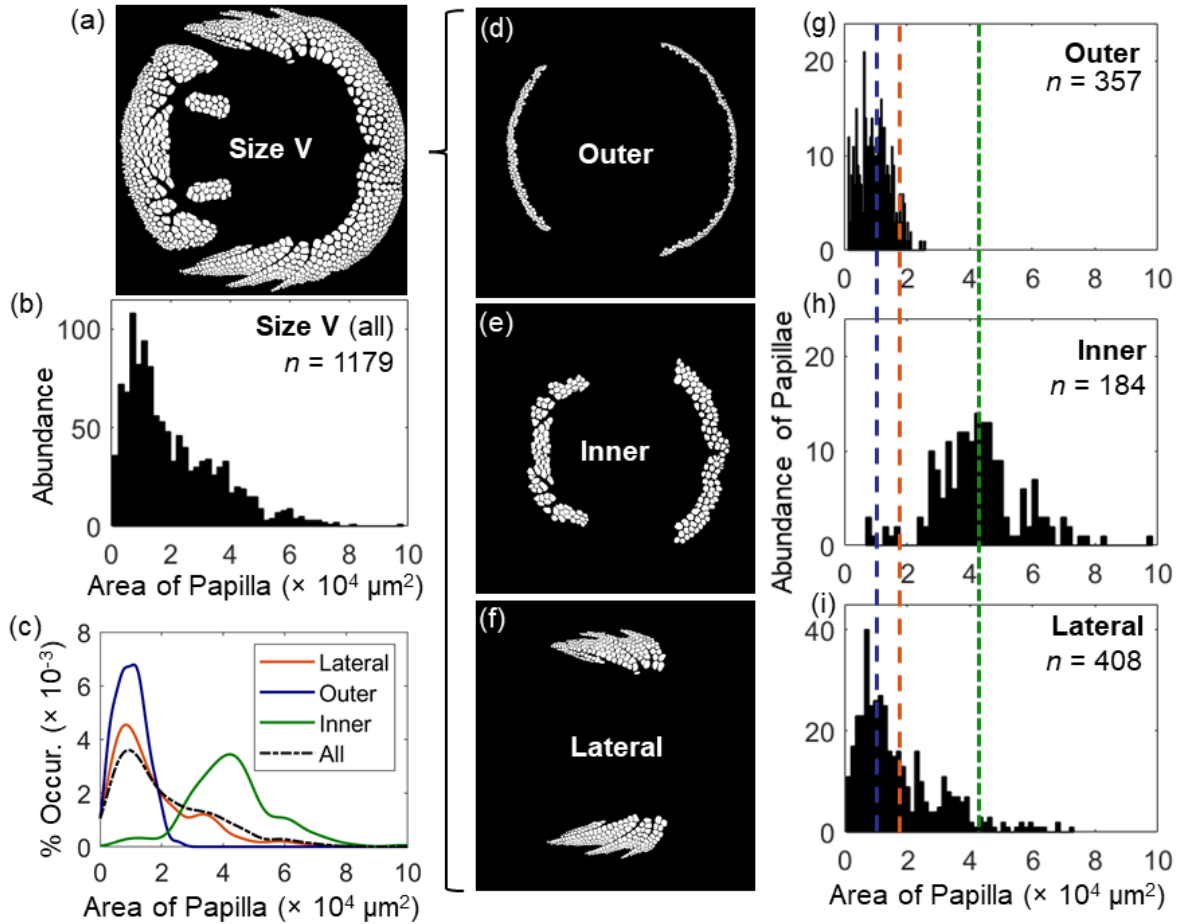 (a)
Size V
(b)
Size V (all)
n = 1179
Abundance
100
50
0
0 2 4 6 8 10
Area of Papilla (× 10⁴ µm²)
(c)
% Occur. (× 10⁻³)
8
6
4
2
0
Lateral
Outer
Inner
All
0 2 4 6 8 10
Area of Papilla (× 10⁴ µm²)
(d)
Outer
(e)
Inner
(f)
Lateral
(g)
Outer
n = 357
20
10
0
0 2 4 6 8 10
Abundance of Papillae
(h)
Inner
n = 184
20
10
0
0 2 4 6 8 10
(i)
Lateral
n = 408
40
20
0
0 2 4 6 8 10
Area of Papilla (× 10⁴ µm²)